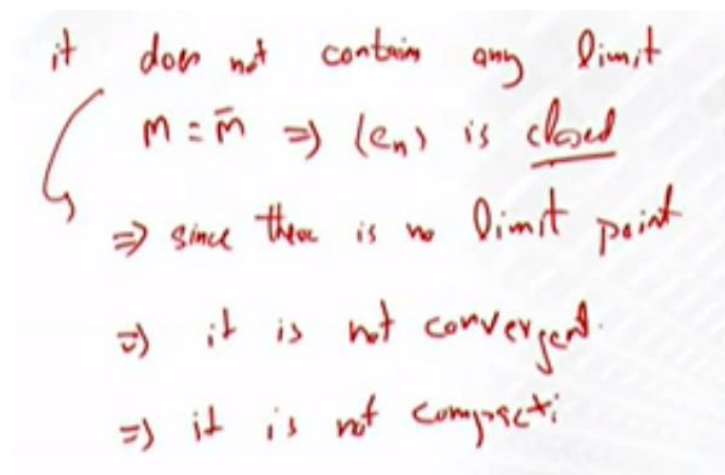 it does not contain any limit
M = M̄ ⇒ (en) is closed
⇒ since there is no limit point
⇒ it is not convergent.
⇒ it is not compact.